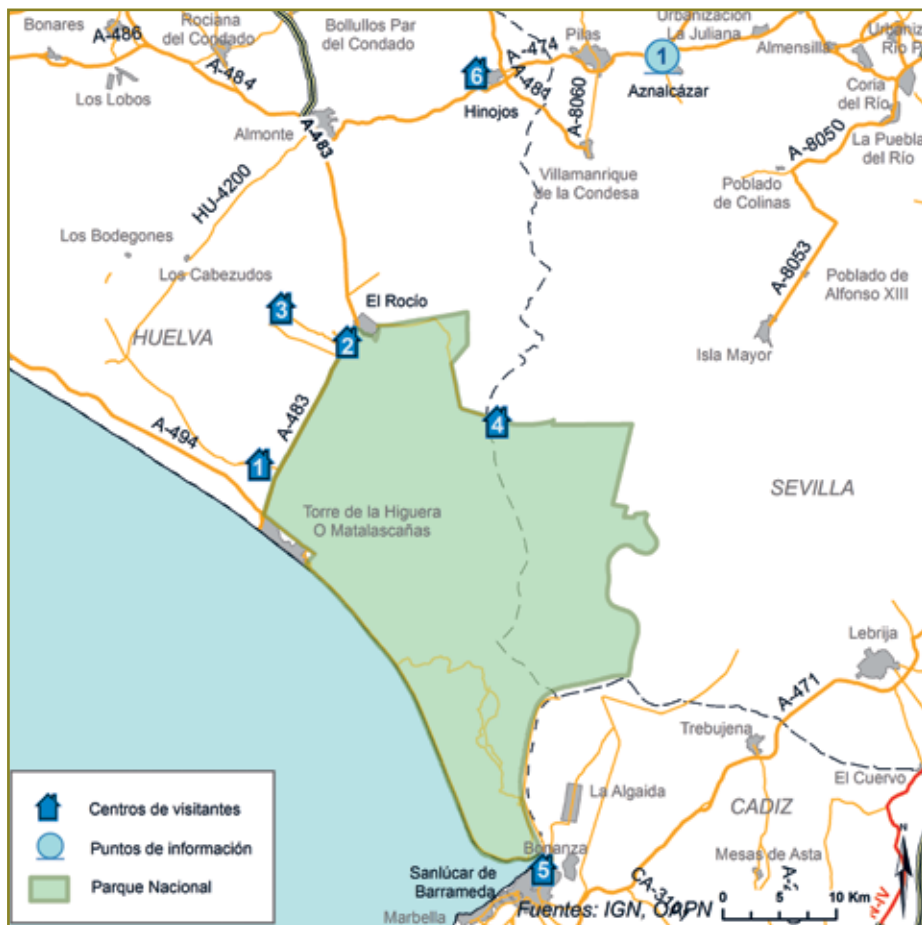 Bonares
A-486
Rociana
del Condado
Bollullos Par
del Condado
Los Lobos
A-484
Almonte
A-483
HU-4200
Los Bodegones
Los Cabezudos
6
Hinojos
A-474
A-481
Pilas
A-8060
Urbanización
La Juliana
1
Aznalcázar
Almensilla
Coria
del Río
La Puebla
del Río
A-8050
Villamanrique
de la Condesa
Poblado
de Colinas
A-8053
Poblado de
Alfonso XIII
Isla Mayor
El Rocío
3
2
HUELVA
A-483
A-494
1
4
SEVILLA
Torre de la Higuera
O Matalascañas
Lebrija
A-471
Trebujena
El Cuervo
La Algaida
CADIZ
Bonanza
Mesas de Asta
5
Sanlúcar de
Barrameda
Marbella
N-IV
N
Centros de visitantes
Puntos de información
Parque Nacional
Fuentes: IGN, OAPN
0 5 10 Km